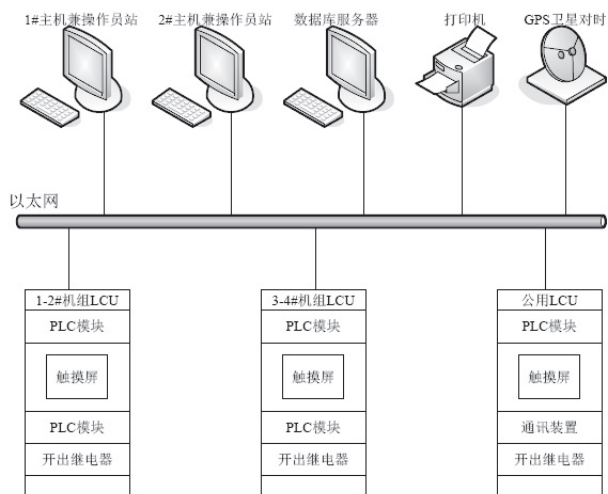 1#主机兼操作员站
2#主机兼操作员站
数据库服务器
打印机
GPS卫星对时
以太网
1-2#机组LCU
PLC模块
触摸屏
PLC模块
开出继电器
3-4#机组LCU
PLC模块
触摸屏
PLC模块
开出继电器
公用LCU
PLC模块
触摸屏
通讯装置
开出继电器